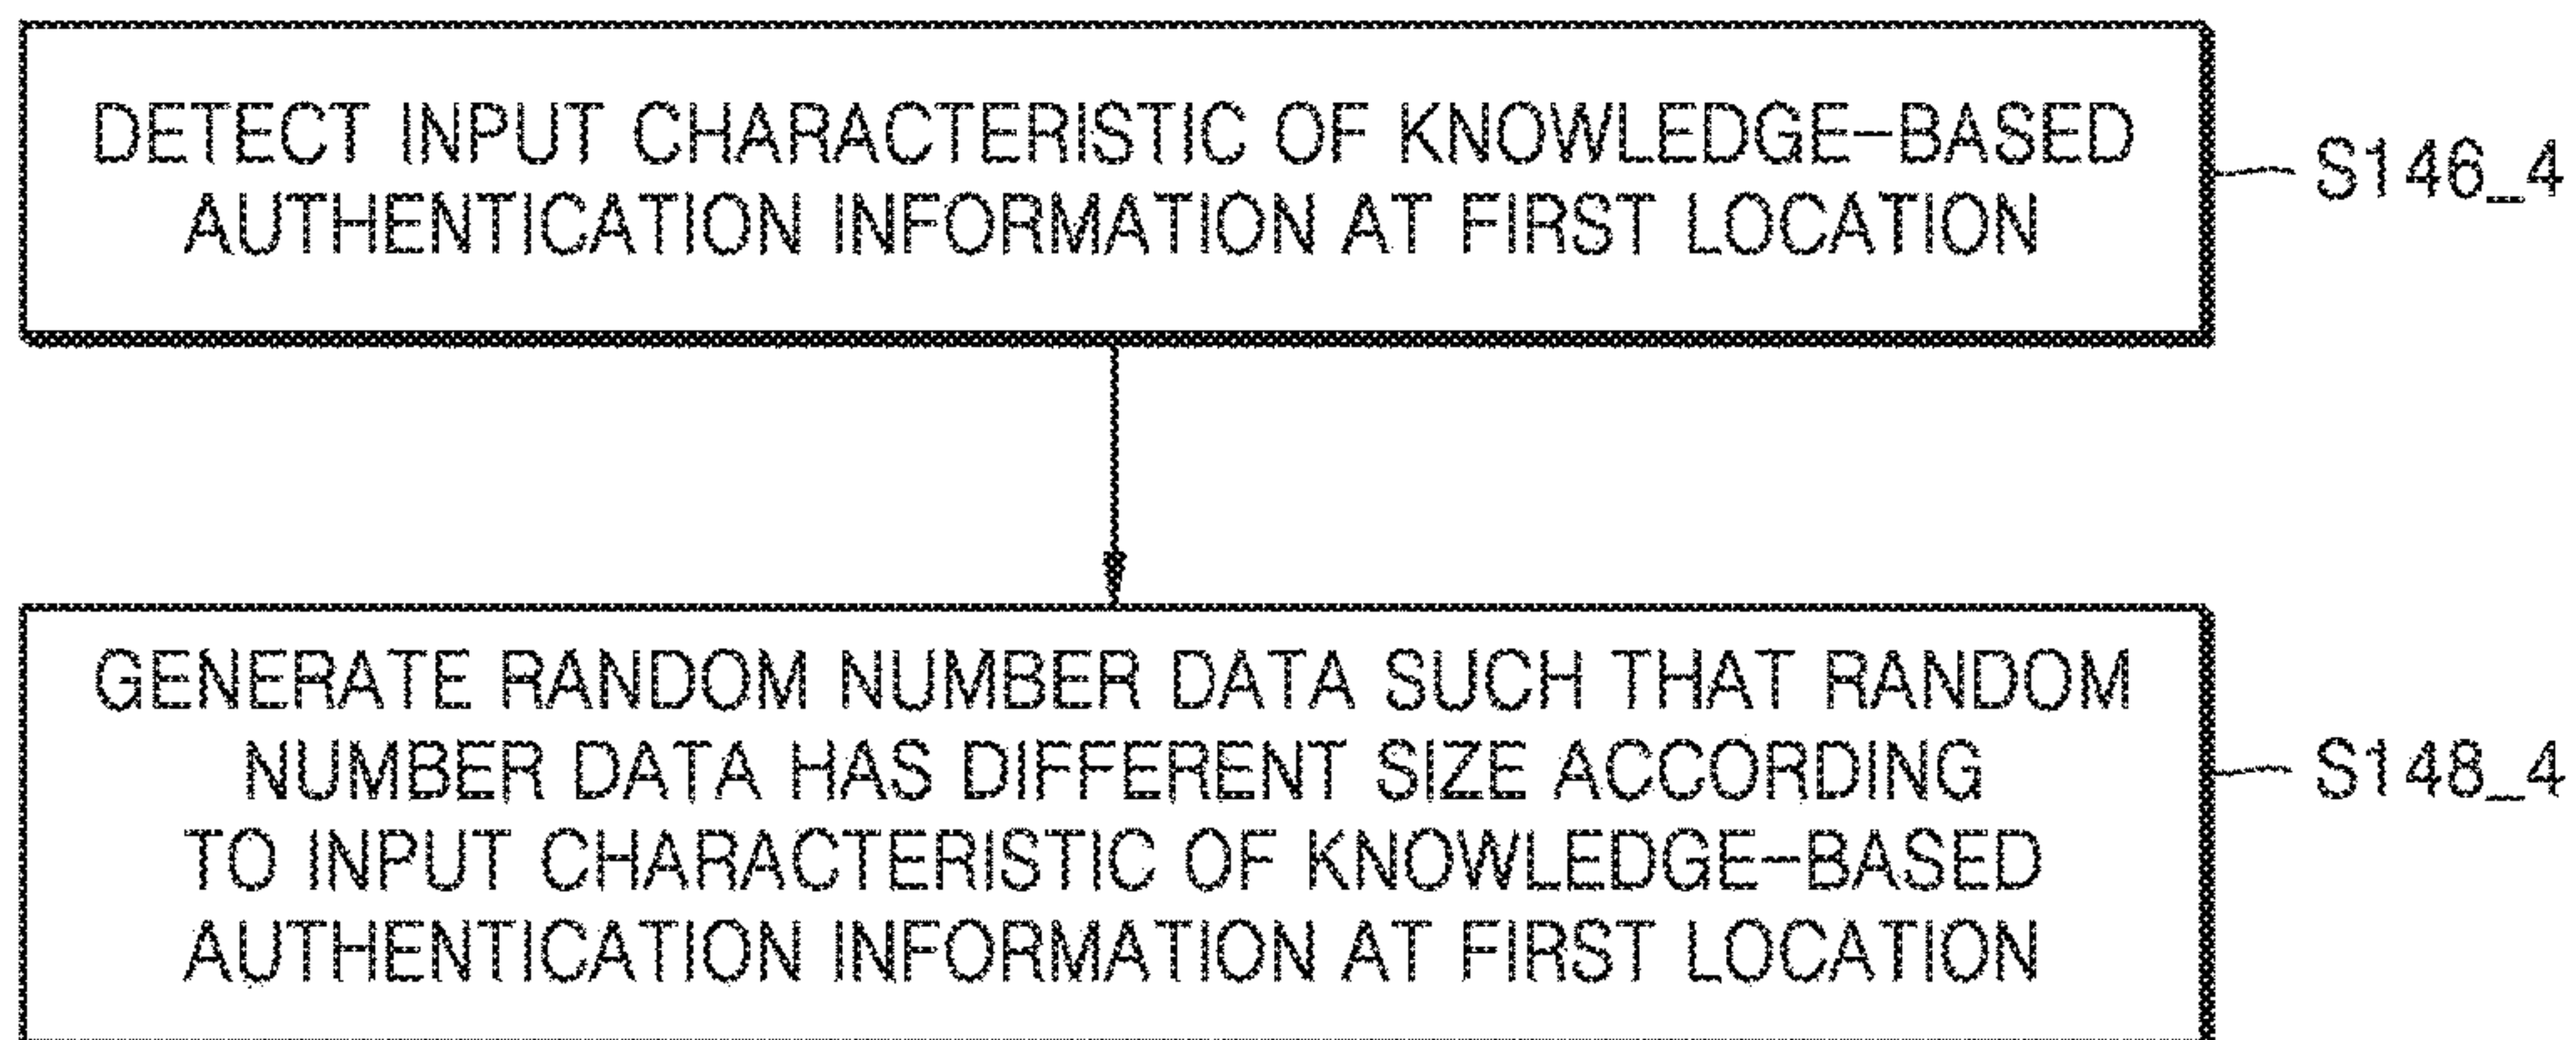 DETECT INPUT CHARACTERISTIC OF KNOWLEDGE-BASED
AUTHENTICATION INFORMATION AT FIRST LOCATION
S146_4
GENERATE RANDOM NUMBER DATA SUCH THAT RANDOM
NUMBER DATA HAS DIFFERENT SIZE ACCORDING
TO INPUT CHARACTERISTIC OF KNOWLEDGE-BASED
AUTHENTICATION INFORMATION AT FIRST LOCATION
S148_4